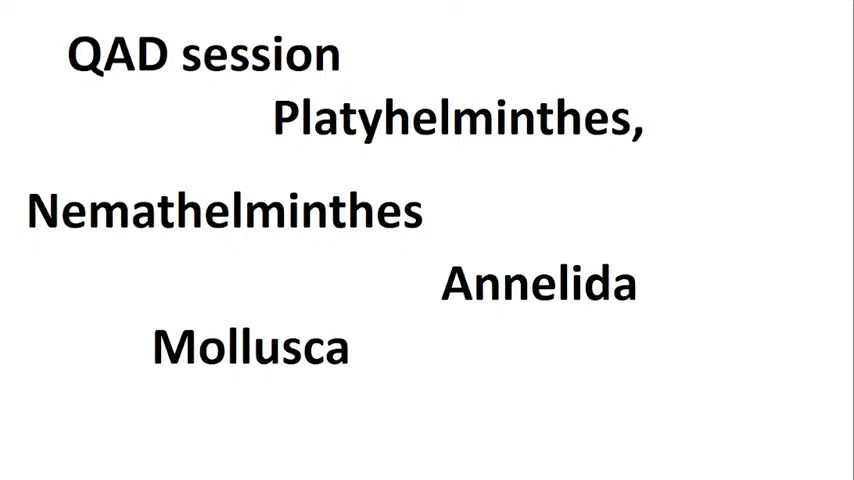 QAD session
Platyhelminthes,
Nemathelminthes
Annelida
Mollusca